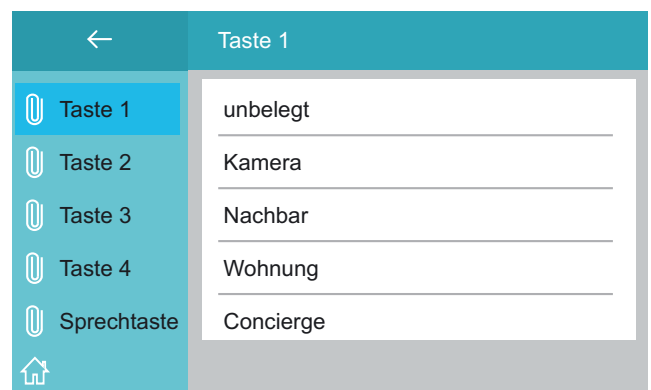 Taste 1
Taste 1
Taste 2
Taste 3
Taste 4
Sprechtaste
unbelegt
Kamera
Nachbar
Wohnung
Concierge